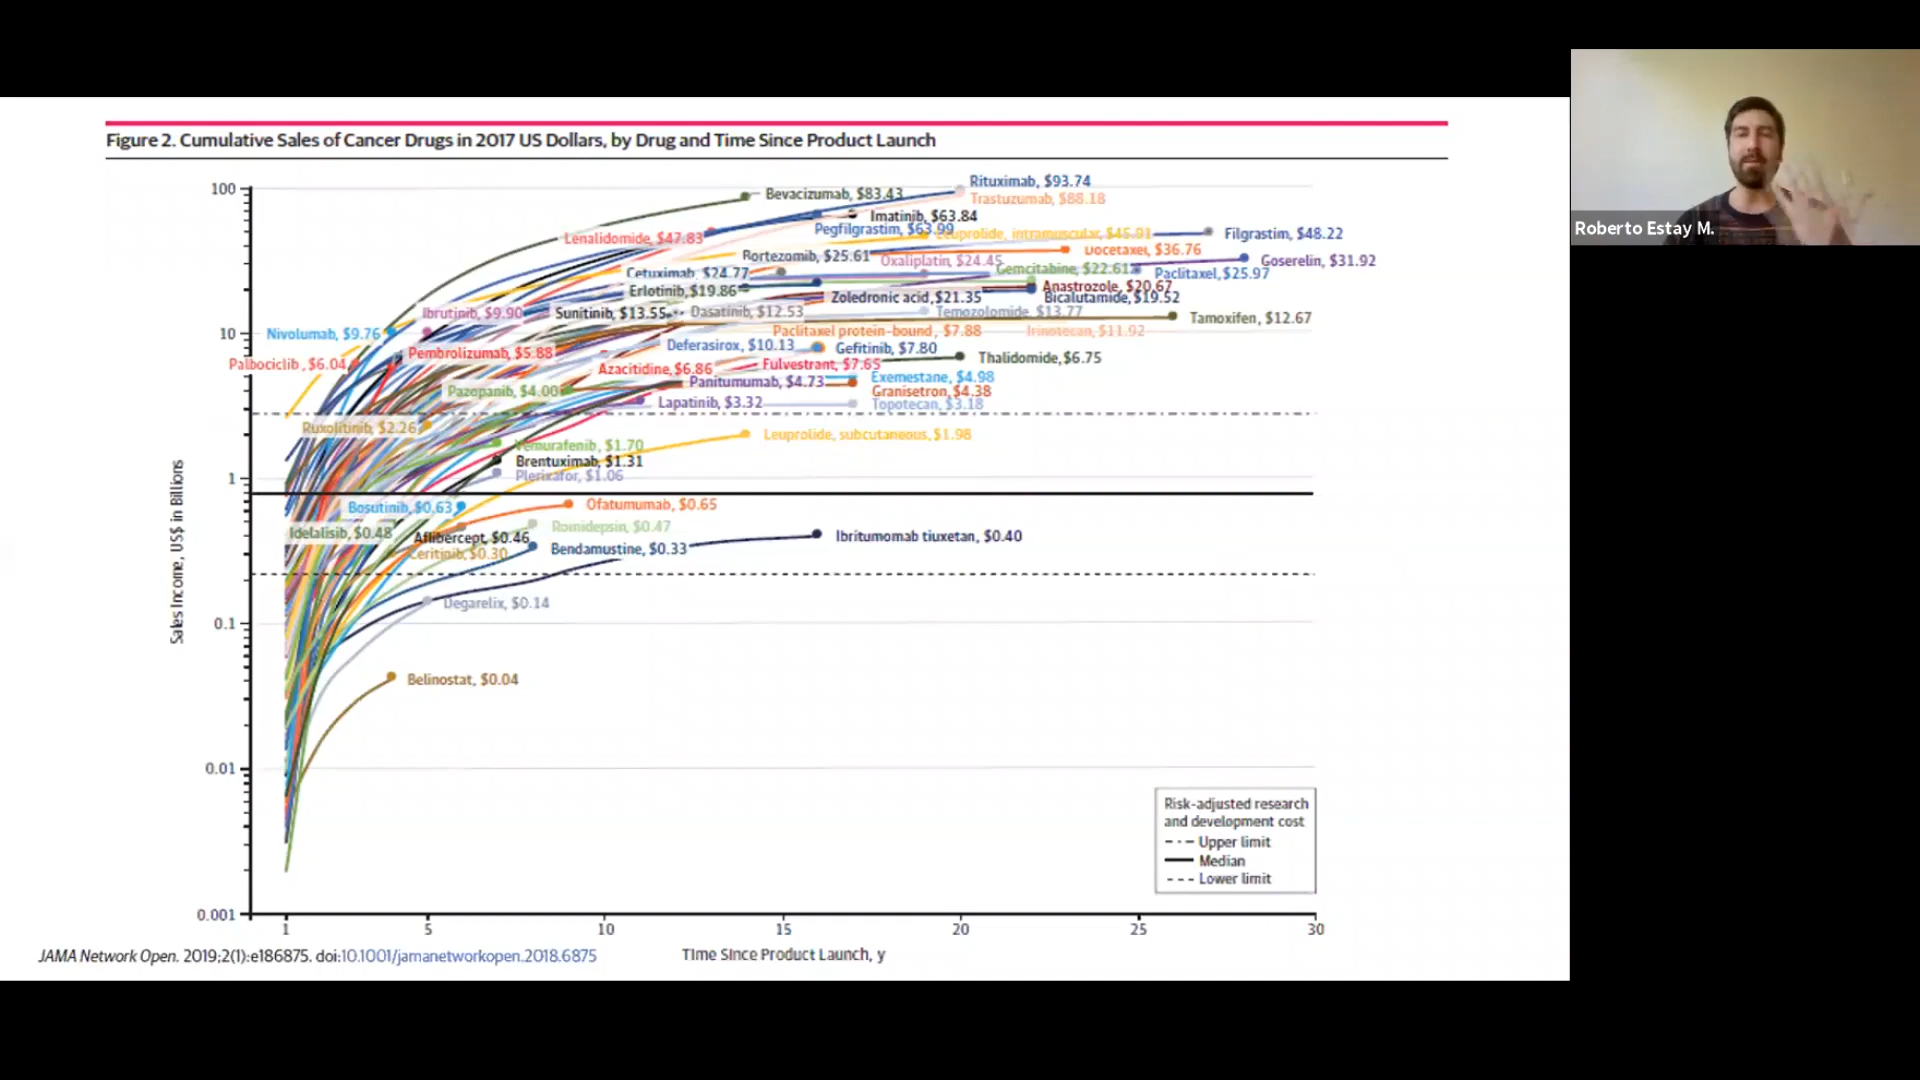 Figure 2. Cumulative Sales of Cancer Drugs in 2017 US Dollars, by Drug and Time Since Product Launch
Roberto Estay M.
Sales Income, US$ in Billions
100
10
1
0.1
0.01
0.001
Rituximab, $93.74
Bevacizumab, $83.43
Trastuzumab, $88.18
Imatinib, $63.84
Pegfilgrastim, $63.99
Leuprolide, intramuscular, $45.91
Filgrastim, $48.22
Lenalidomide, $47.83
Docetaxel, $36.76
Bortezomib, $25.61
Oxaliplatin, $24.45
Goserelin, $31.92
Gemcitabine, $22.61
Paclitaxel, $25.97
Cetuximab, $24.77
Anastrozole, $20.67
Erlotinib, $19.86
Zoledronic acid, $21.35
Bicalutamide, $19.52
Ibrutinib, $9.90
Sunitinib, $13.55
Dasatinib, $12.53
Temozolomide, $13.77
Tamoxifen, $12.67
Nivolumab, $9.76
Paclitaxel protein-bound, $7.88
Irinotecan, $11.92
Deferasirox, $10.13
Gefitinib, $7.80
Pembrolizumab, $5.88
Thalidomide, $6.75
Palbociclib, $6.04
Azacitidine, $6.86
Fulvestrant, $7.65
Panitumumab, $4.73
Exemestane, $4.98
Pazopanib, $4.00
Granisetron, $4.38
Lapatinib, $3.32
Topotecan, $3.18
Ruxolitinib, $2.26
Leuprolide, subcutaneous, $1.98
Vemurafenib, $1.70
Brentuximab, $1.31
Plerixafor, $1.06
Bosutinib, $0.63
Ofatumumab, $0.65
Romidepsin, $0.47
Idelalisib, $0.48
Aflibercept, $0.46
Ibritumomab tiuxetan, $0.40
Ceritinib, $0.30
Bendamustine, $0.33
Degarelix, $0.14
Belinostat, $0.04
Risk-adjusted research
and development cost
Upper limit
Median
Lower limit
1 5 10 15 20 25 30
Time Since Product Launch, y
JAMA Network Open. 2019;2(1):e186875. doi:10.1001/jamanetworkopen.2018.6875